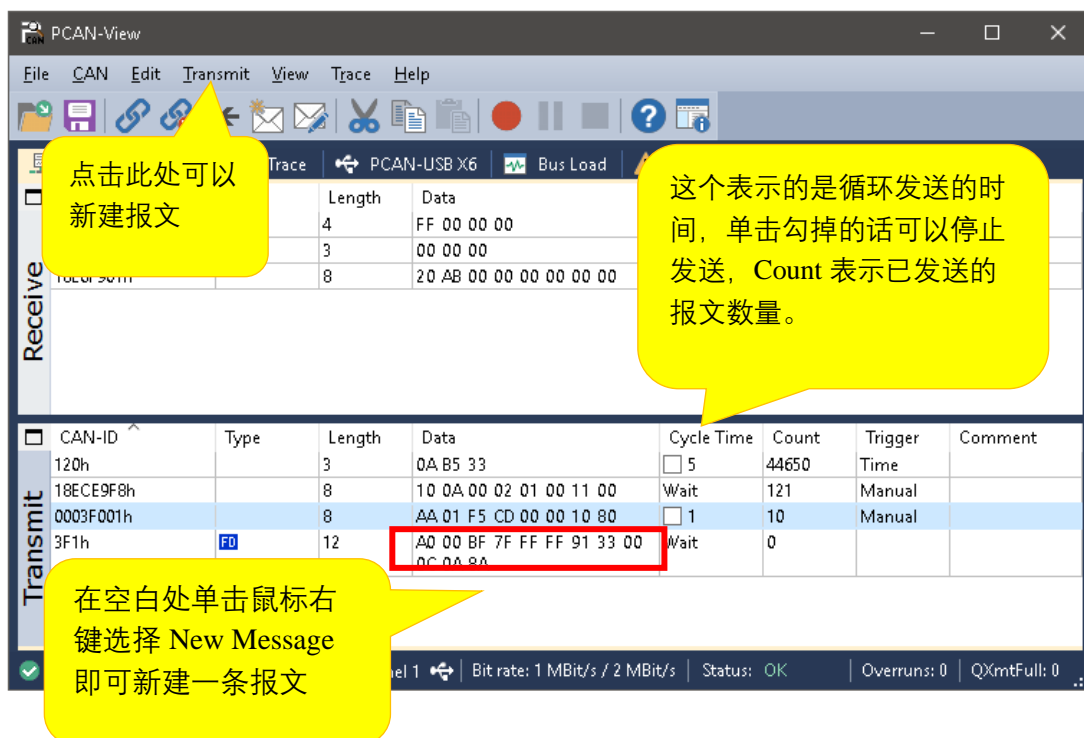 PCAN-View
File CAN Edit Transmit View Trace Help
Trace PCAN-USB X6 Bus Load
点击此处可以
新建报文
这个表示的是循环发送的时
间，单击勾掉的话可以停止
发送，Count 表示已发送的
报文数量。
Receive
Length Data
4 FF 00 00 00
3 00 00 00
8 20 AB 00 00 00 00 00 00
Transmit
CAN-ID Type Length Data Cycle Time Count Trigger Comment
120h 3 0A B5 33 5 44650 Time
18ECE9F8h 8 10 0A 00 02 01 00 11 00 Wait 121 Manual
0003F001h 8 AA 01 F5 CD 00 00 10 80 1 10 Manual
3F1h FD 12 A0 00 BF 7F FF FF 91 33 00 Wait 0
0C 0A 8A
在空白处单击鼠标右
键选择 New Message
即可新建一条报文
Bit rate: 1 MBit/s / 2 MBit/s Status: OK Overruns: 0 QXmtFull: 0